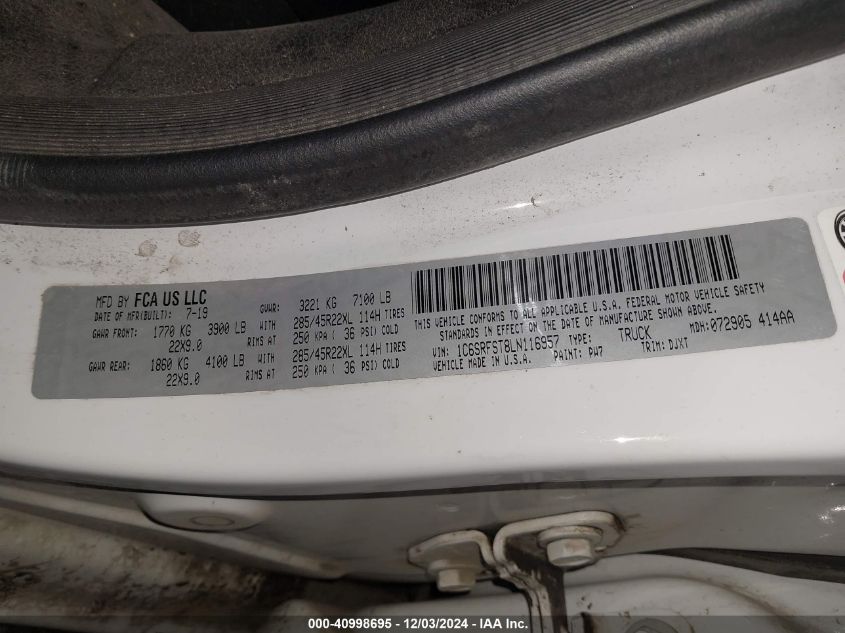 MFD BY FCA US LLC
DATE OF MFR(BUILT): 7-19 GVWR: 3221 KG 7100 LB
GAWR FRONT: 1770 KG 3900 LB WITH 285/45R22XL 114H TIRES
22X9.0 RIMS AT 250 KPA ( 36 PSI) COLD
GAWR REAR: 1860 KG 4100 LB WITH 285/45R22XL 114H TIRES
22X9.0 RIMS AT 250 KPA ( 36 PSI) COLD
THIS VEHICLE CONFORMS TO ALL APPLICABLE U.S.A. FEDERAL MOTOR VEHICLE SAFETY
STANDARDS IN EFFECT ON THE DATE OF MANUFACTURE SHOWN ABOVE.
VIN: 1C6SRFST8LN116957 TYPE: TRUCK MDH: 072905 414AA
VEHICLE MADE IN U.S.A. PAINT: PW7 TRIM: DJXT
000-40998695 - 12/03/2024 - IAA Inc.